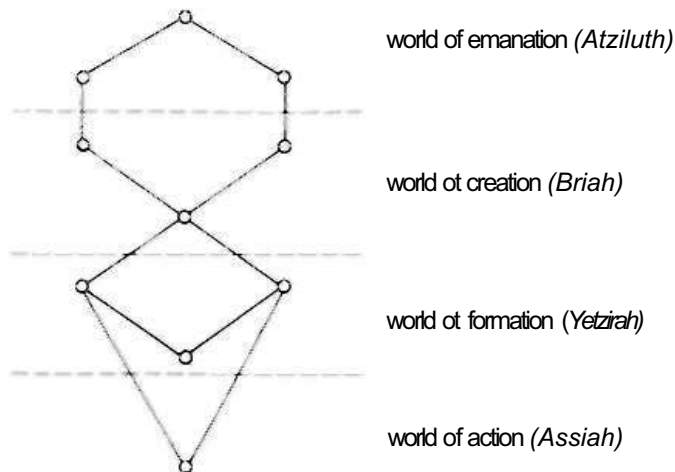 world of emanation (Atziluth)
world ot creation (Briah)
world ot formation (Yetzirah)
world of action (Assiah)